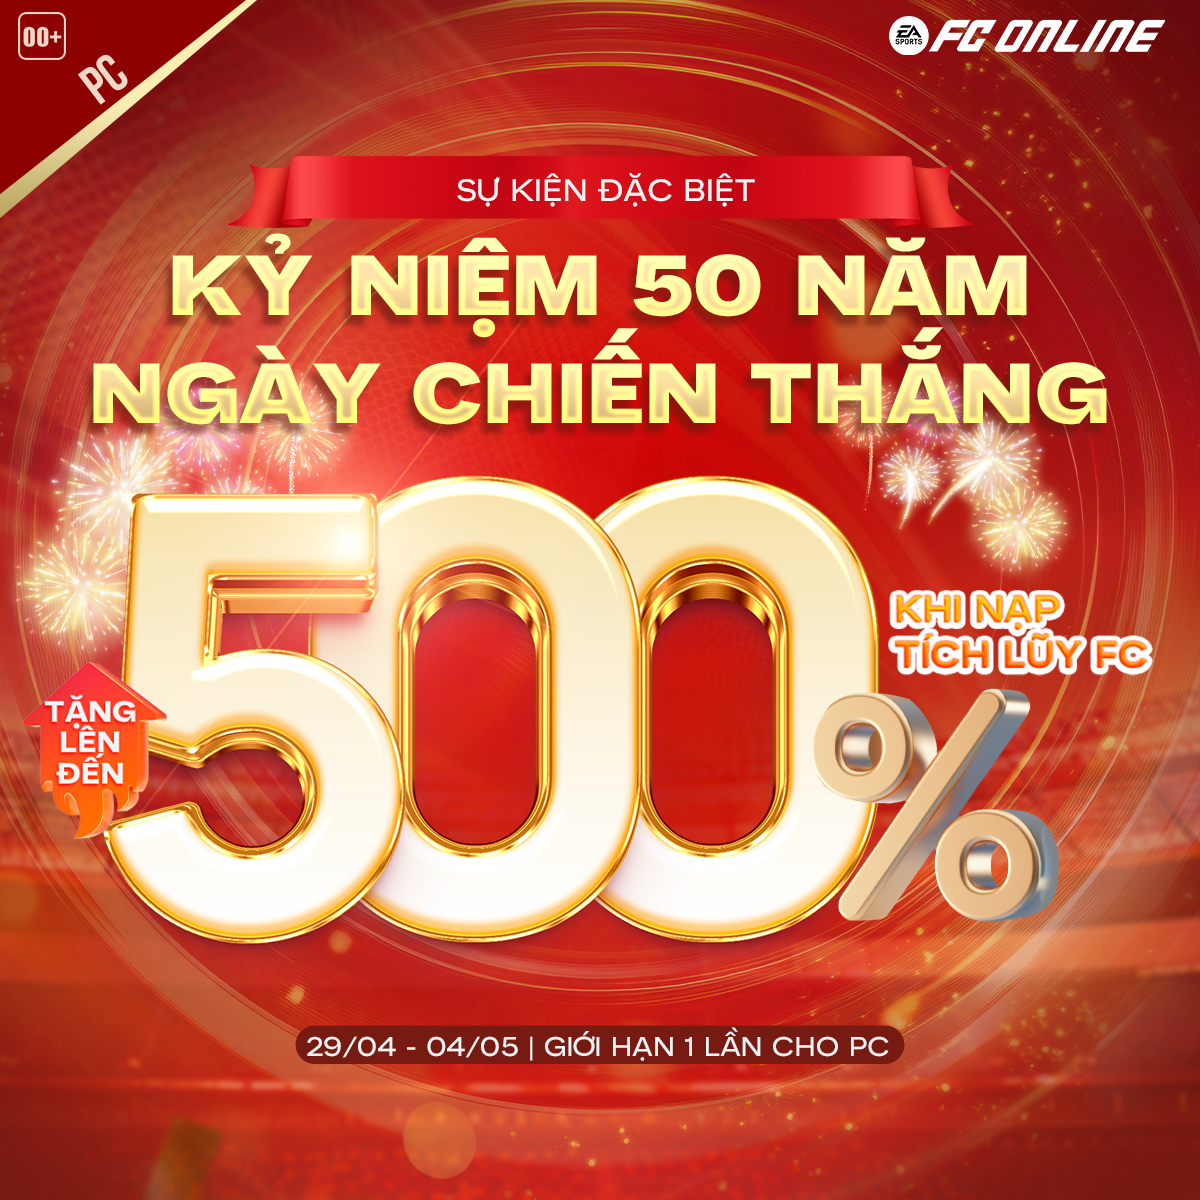 00+
PC
EA SPORTS FC ONLINE
SỰ KIỆN ĐẶC BIỆT
KỶ NIỆM 50 NĂM
NGÀY CHIẾN THẮNG
TẶNG
LÊN
ĐẾN
500%
KHI NẠP
TÍCH LŨY FC
29/04 - 04/05 | GIỚI HẠN 1 LẦN CHO PC